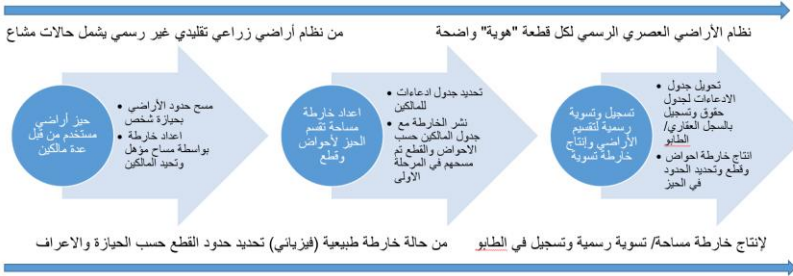 من نظام أراضي زراعي تقليدي غير رسمي يشمل حالات مشاع
نظام الأراضي العصري الرسمي لكل قطعة "هوية" واضحة
حيز أراضي
مستخدم من قبل
عدة مالكين
• مسح حدود الأراضي
بحيازة شخص
• اعداد خارطة
بواسطة مساح مؤهل
وتحيد المالكين
اعداد خارطة
مساحة تقسم
الحيز لأحواض
وقطع
• تحديد جدول ادعاءات
للمالكين
• نشر الخارطة مع
جدول المالكين حسب
الاحواض والقطع تم
مسحهم في المرحلة
الاولى
تسجيل وتسوية
رسمية لتقسيم
الأراضي وإنتاج
خارطة تسوية
• تحويل جدول
الادعاءات لجدول
حقوق وتسجيل
بالسجل العقاري/
الطابو
• انتاج خارطة احواض
وقطع وتحديد الحدود
في الحيز
من حالة خارطة طبيعية (فيزيائي) تحديد حدود القطع حسب الحيازة والاعراف
لإنتاج خارطة مساحة/ تسوية رسمية وتسجيل في الطابو